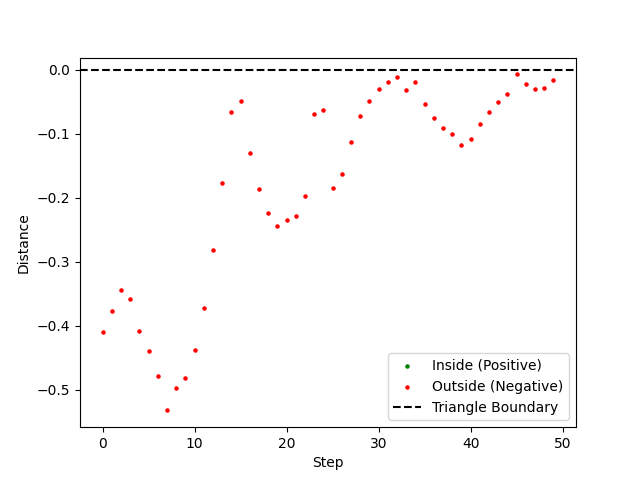 0.0
−0.1
−0.2
−0.3
−0.4
−0.5
Distance
Inside (Positive)
Outside (Negative)
Triangle Boundary
0 10 20 30 40 50
Step